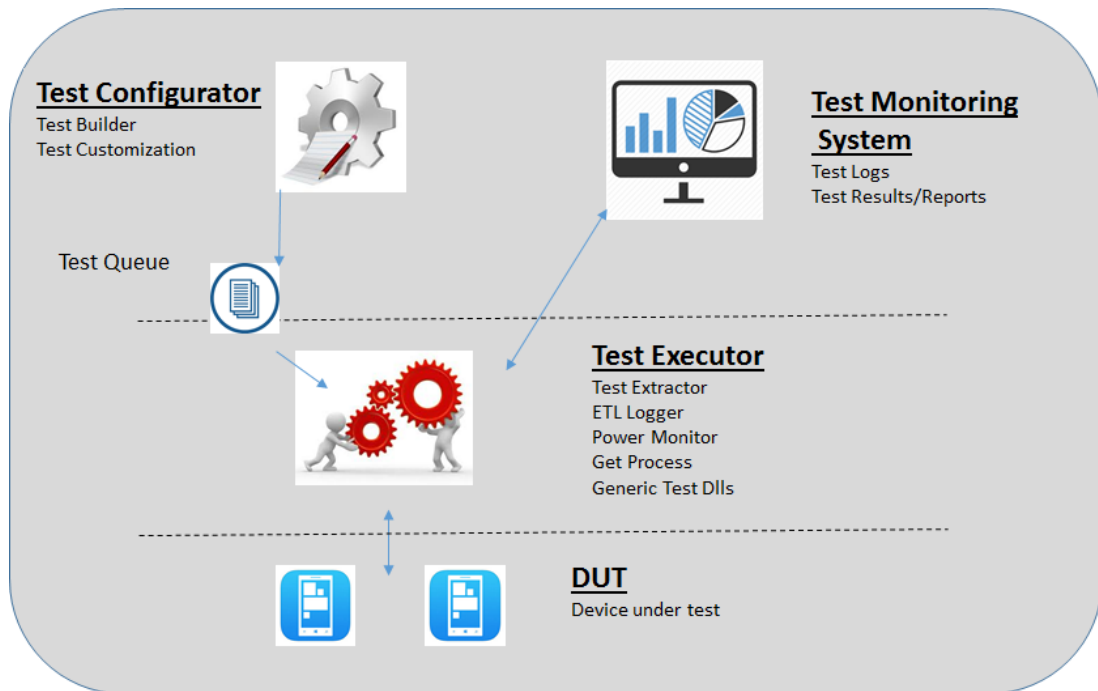 Test Configurator
Test Builder
Test Customization
Test Monitoring
System
Test Logs
Test Results/Reports
Test Queue
Test Executor
Test Extractor
ETL Logger
Power Monitor
Get Process
Generic Test Dlls
DUT
Device under test